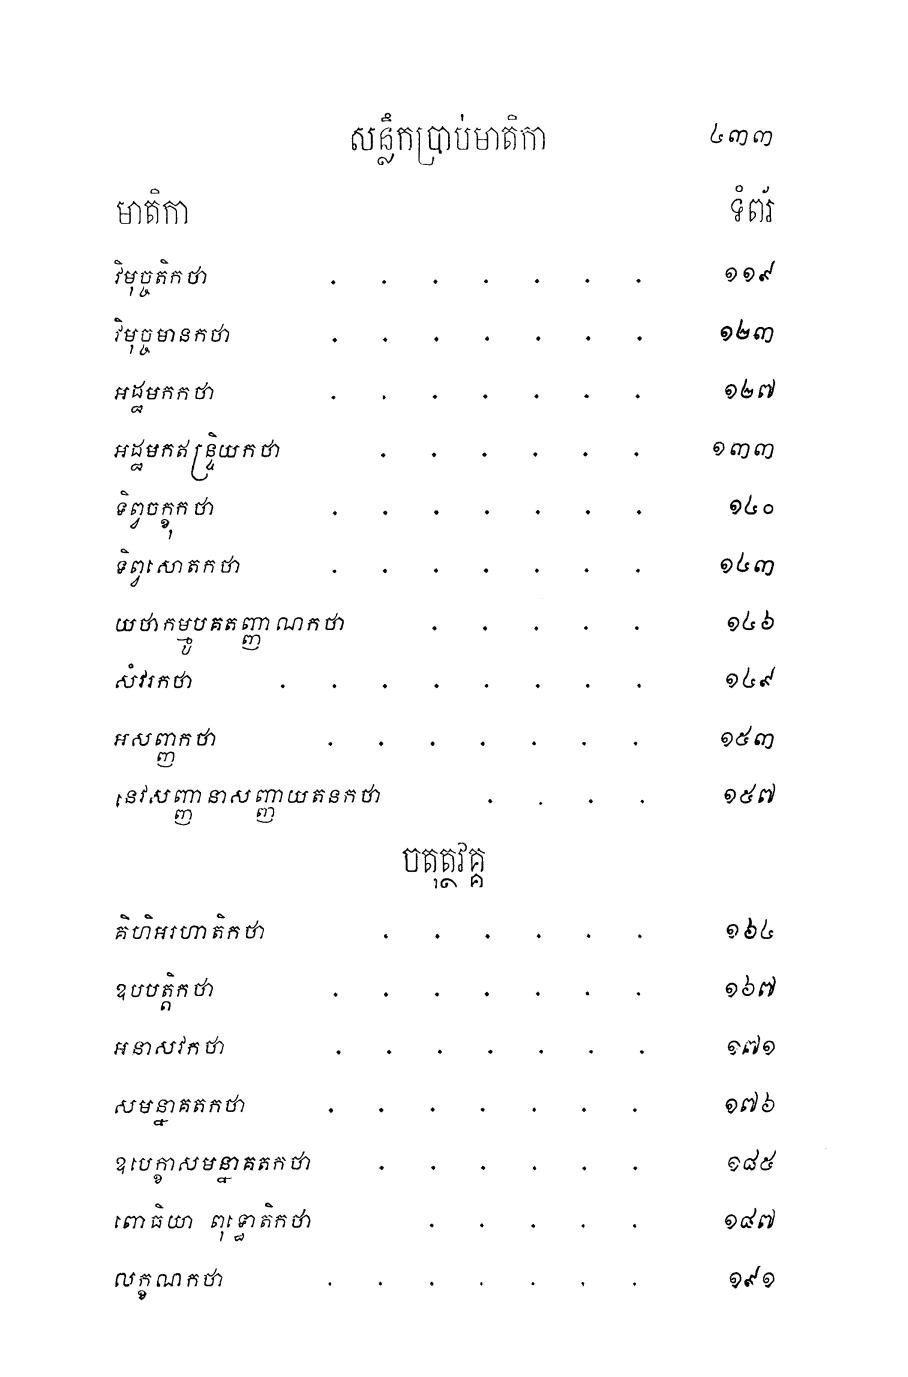 សន្លឹកប្រាប់មាតិកា ៤៣៣
មាតិកា ទំព័រ
វិមុច្ចតិកថា . . . . . . . ១១៩
វិមុច្ចមានកថា . . . . . . . ១២៣
អដ្ឋមកកថា . . . . . . . ១២៧
អដ្ឋមកឥន្ទ្រិយកថា . . . . . . ១៣៣
ទិព្វចក្ខុកថា . . . . . . . ១៤០
ទិព្វសោតកថា . . . . . . . ១៤៣
យថាកម្មូបគតញ្ញាណកថា . . . . . ១៤៦
សំវរកថា . . . . . . . . ១៤៩
អសញ្ញកថា . . . . . . . ១៥៣
នេវសញ្ញានាសញ្ញាយតនកថា . . . . ១៥៧
ចតុត្ថវគ្គ
គិហិអរហាតិកថា . . . . . . ១៦៤
ឧបបត្តិកថា . . . . . . . ១៦៧
អនាសវកថា . . . . . . . ១៧១
សមន្នាគតកថា . . . . . . . ១៧៦
ឧបេក្ខាសមន្នាគតកថា . . . . . . ១៨៥
ពោធិយា ពុទ្ធោតិកថា . . . . . ១៨៧
លក្ខណកថា . . . . . . . ១៩១